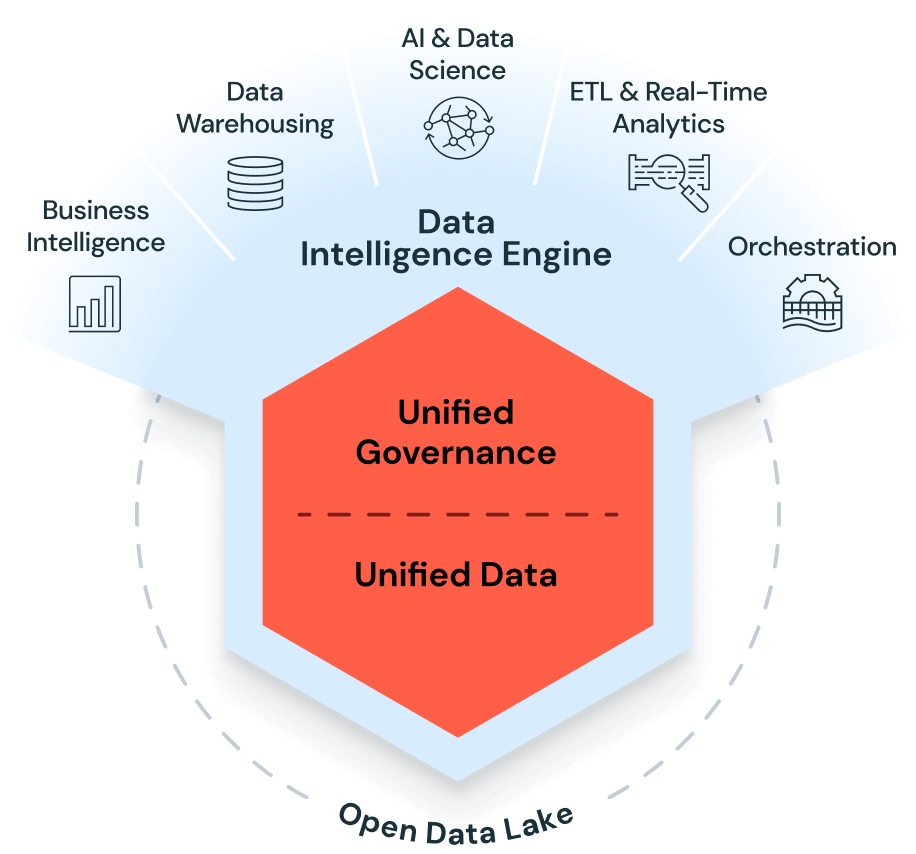 AI & Data
Science
Data
Warehousing
ETL & Real-Time
Analytics
Business
Intelligence
Orchestration
Data
Intelligence Engine
Unified
Governance
Unified Data
Open Data Lake